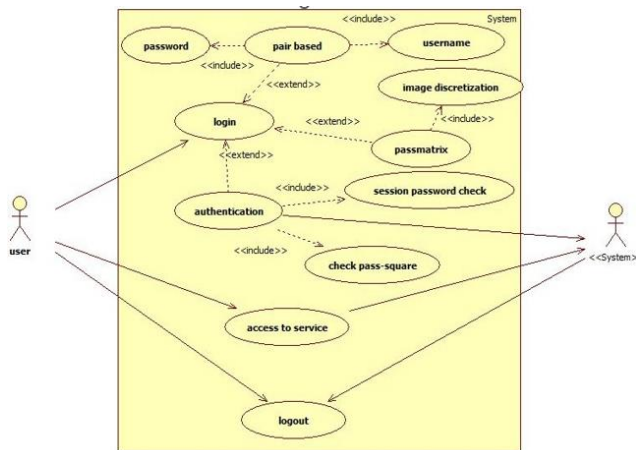 System
<<include>>
password
pair based
username
<<include>>
<<extend>>
image discretization
login
<<extend>>
<<include>>
passmatrix
<<extend>>
<<include>>
session password check
authentication
<<include>>
check pass-square
user
<<System>>
access to service
logout